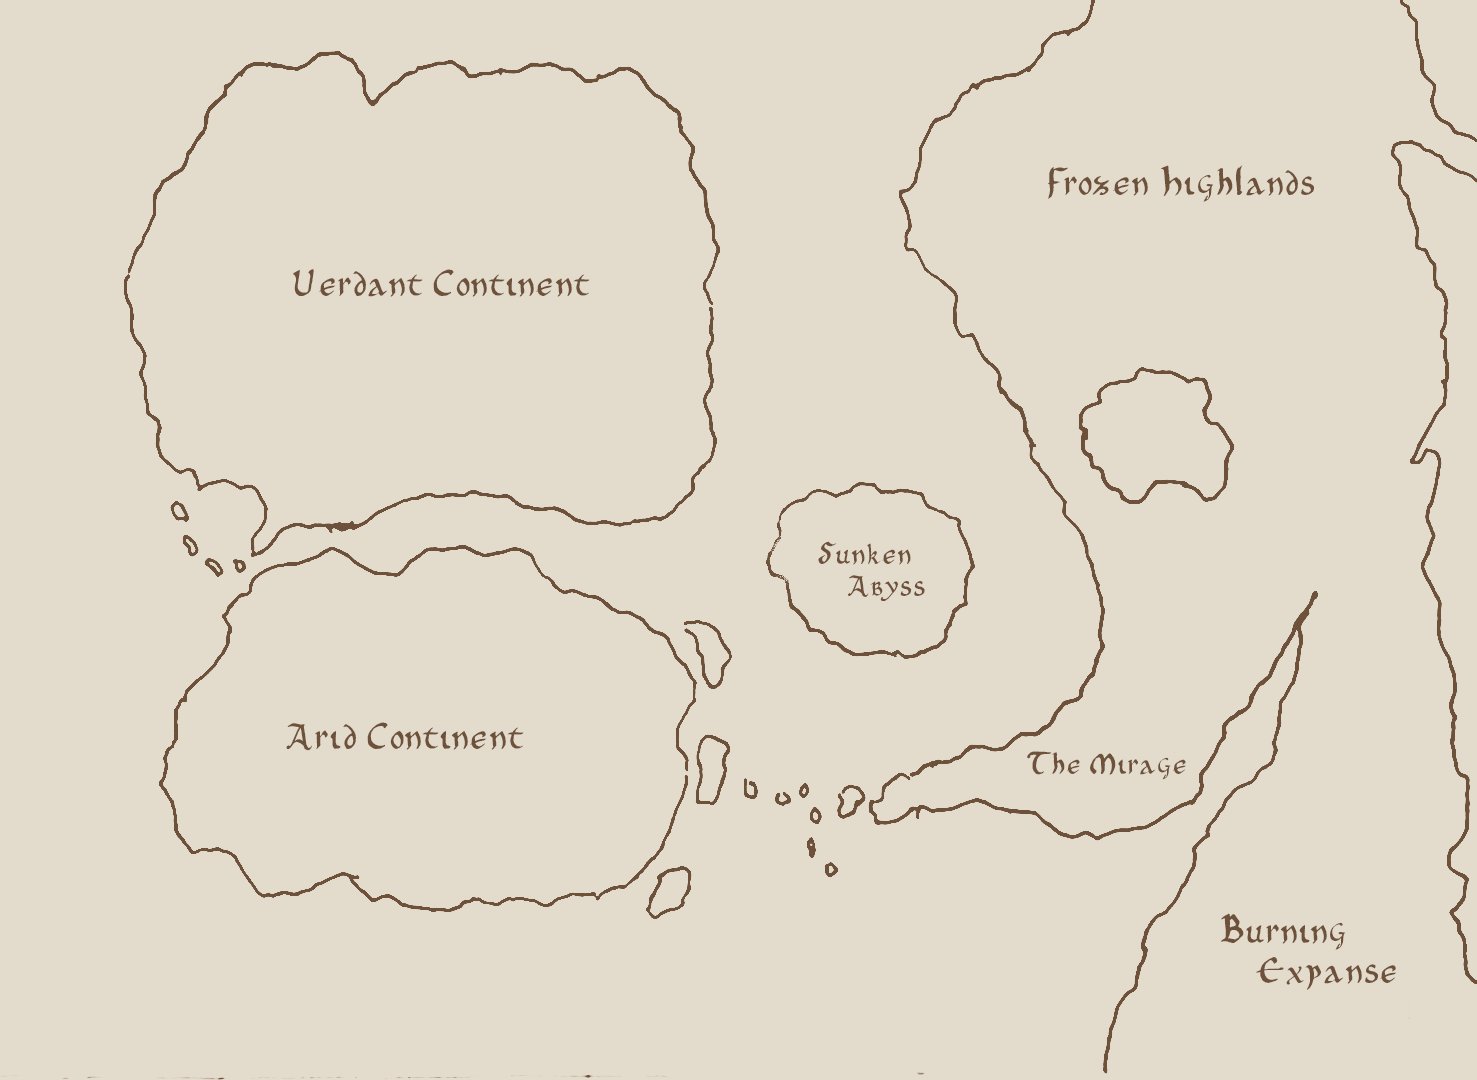 Frozen highlands
Verdant Continent
Sunken
Abyss
Arid Continent
The Mirage
Burning
Expanse